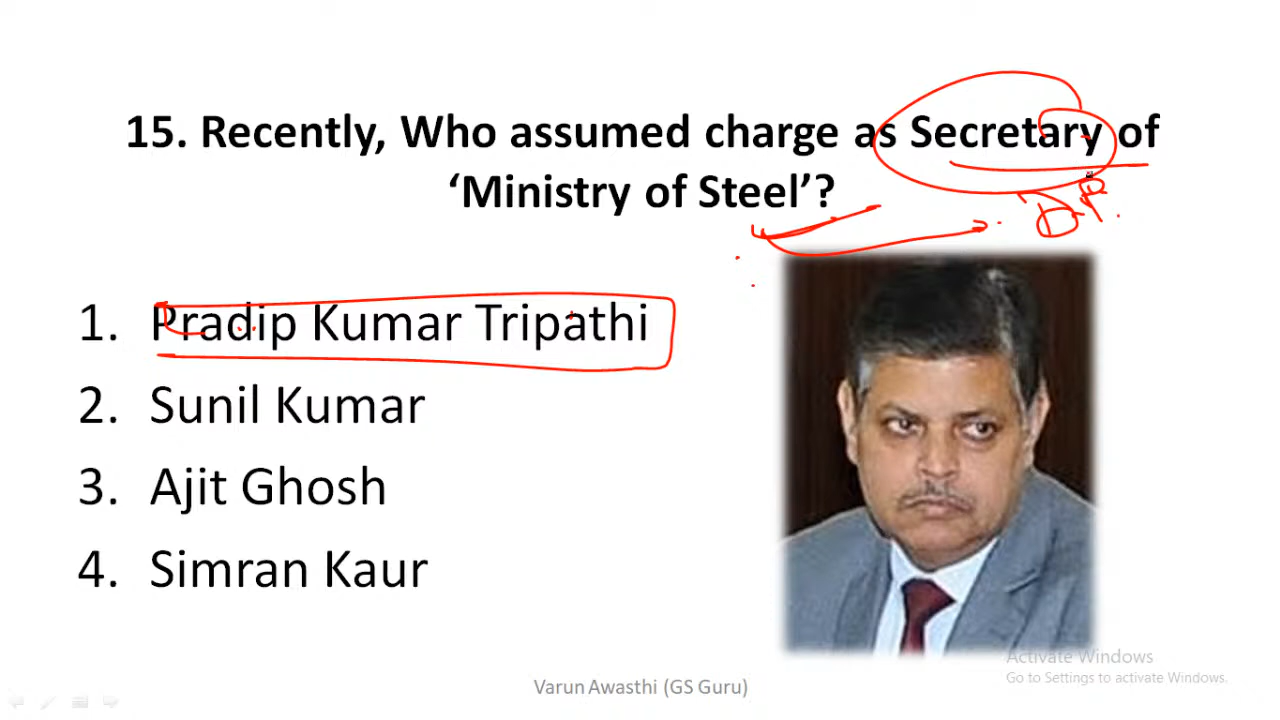 15. Recently, Who assumed charge as Secretary of
‘Ministry of Steel’?
1. Pradip Kumar Tripathi
2. Sunil Kumar
3. Ajit Ghosh
4. Simran Kaur
Activate Windows
Go to Settings to activate Windows.
Varun Awasthi (GS Guru)